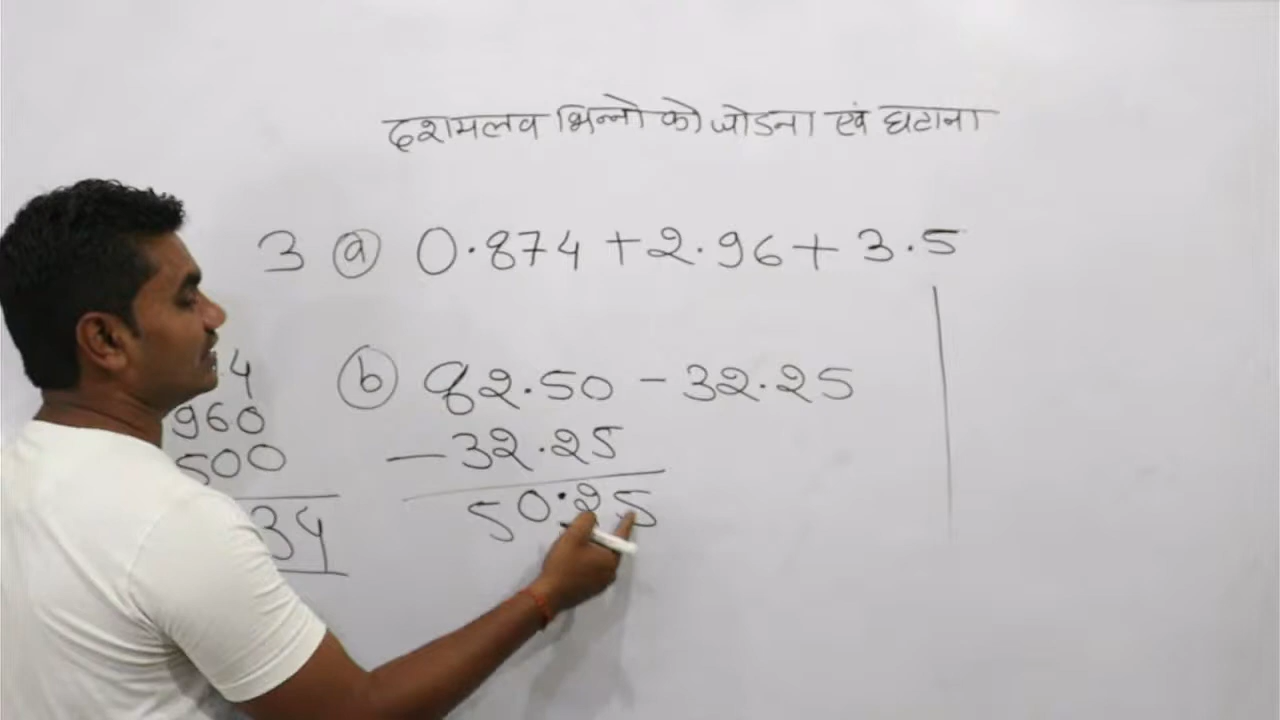 दशमलव भिन्नो को जोडना एवं घटाना
3 (a) 0.874 + 2.96 + 3.5
4
960
500
34
(b) 82.50 - 32.25
- 32.25
50.25